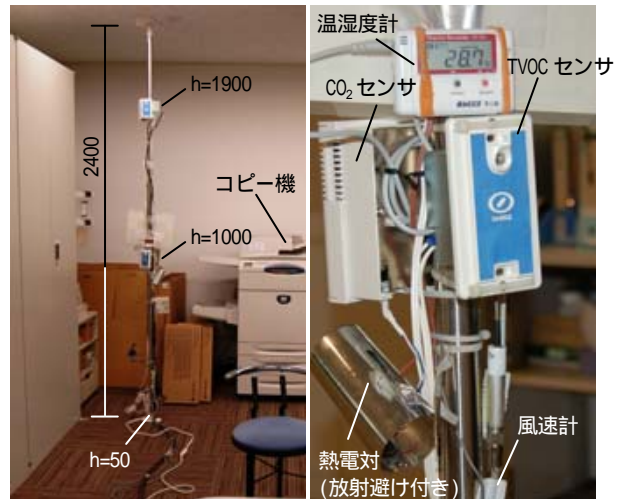 h=1900
2400
コピー機
h=1000
h=50
温湿度計
28.7
CO₂ センサ
TVOC センサ
熱電対
(放射避け付き)
風速計